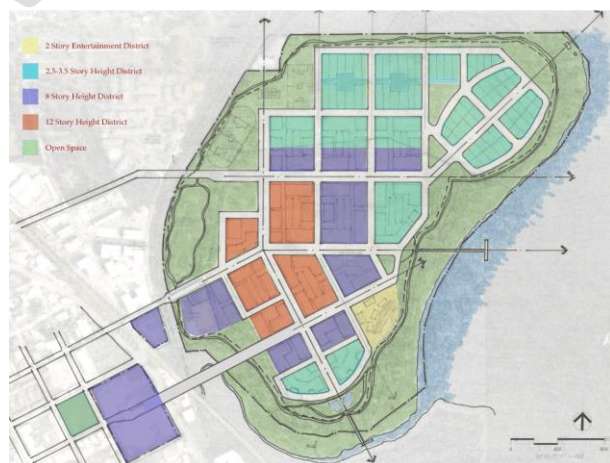 2 Story Entertainment District
2.5-3.5 Story Height District
8 Story Height District
12 Story Height District
Open Space